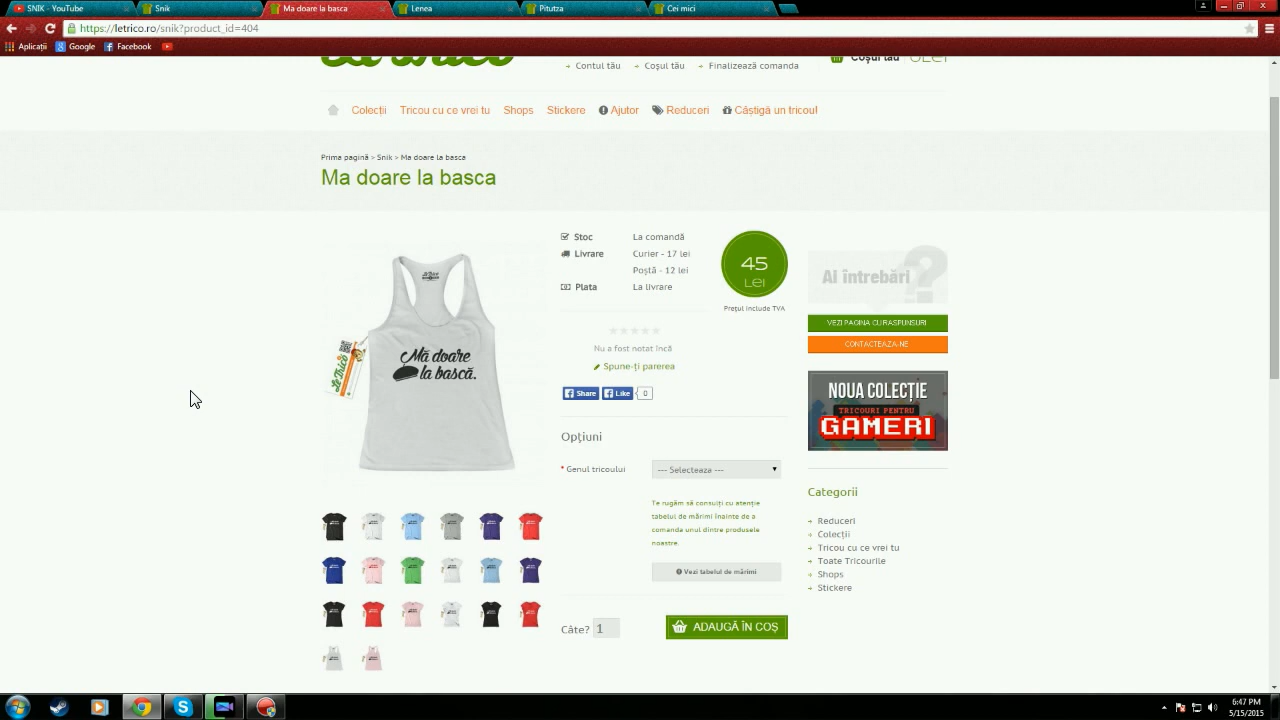 SNIK - YouTube
Snik
Ma doare la basca
Lenea
Pitutza
Cei mici
https://letrico.ro/snik?product_id=404
Aplicații
Google
Facebook
Contul tău
Coșul tău
Finalizează comanda
Coșul tău
Colecții
Tricou cu ce vrei tu
Shops
Stickere
Ajutor
Reduceri
Câștigă un tricou!
Prima pagină > Snik > Ma doare la basca
Ma doare la basca
Stoc La comandă
Livrare Curier - 17 lei
Poștă - 12 lei
Plata La livrare
45
LEI
Prețul include TVA
Nu a fost notat încă
Spune-ți parerea
Share
Like
0
Mă doare
la bască.
LeTrico
Opțiuni
* Genul tricoului
--- Selecteaza ---
Te rugăm să consulți cu atenție
tabelul de mărimi înainte de a
comanda unul dintre produsele
noastre.
Vezi tabelul de mărimi
Câte? 1
ADAUGĂ ÎN COȘ
Ai întrebări ?
VEZI PAGINA CU RASPUNSURI
CONTACTEAZA-NE
NOUA COLECȚIE
TRICOURI PENTRU
GAMERI
Categorii
Reduceri
Colecții
Tricou cu ce vrei tu
Toate Tricourile
Shops
Stickere
6:47 PM
5/15/2015